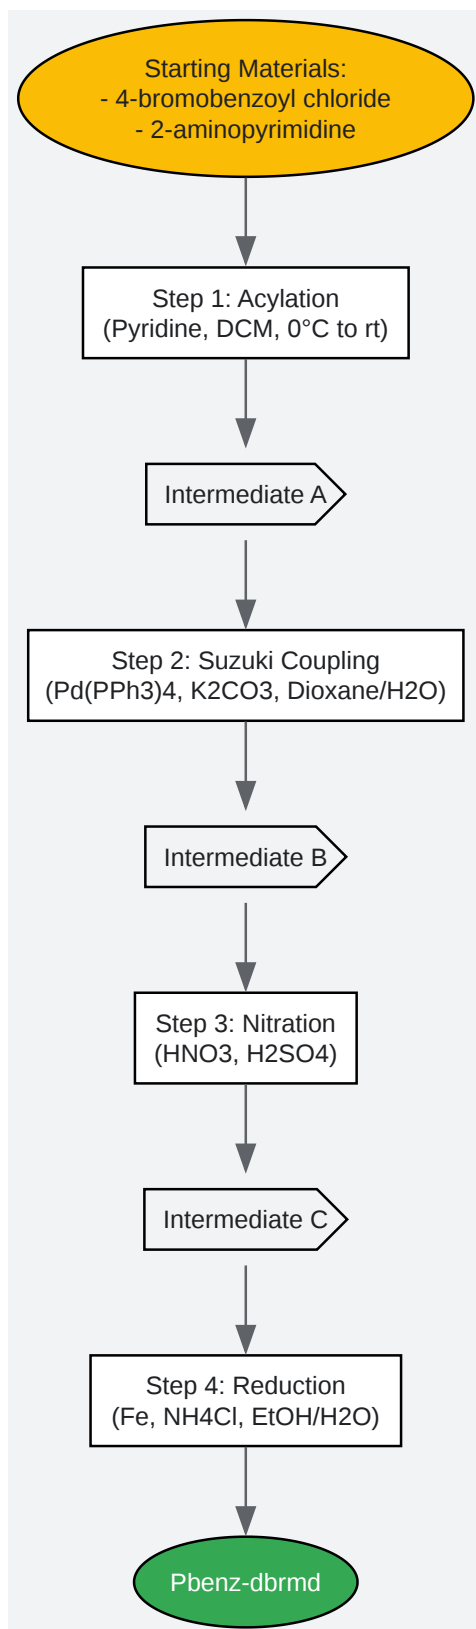 Starting Materials:
- 4-bromobenzoyl chloride
- 2-aminopyrimidine
Step 1: Acylation
(Pyridine, DCM, 0°C to rt)
Intermediate A
Step 2: Suzuki Coupling
(Pd(PPh3)4, K2CO3, Dioxane/H2O)
Intermediate B
Step 3: Nitration
(HNO3, H2SO4)
Intermediate C
Step 4: Reduction
(Fe, NH4Cl, EtOH/H2O)
Pbenz-dbrmd